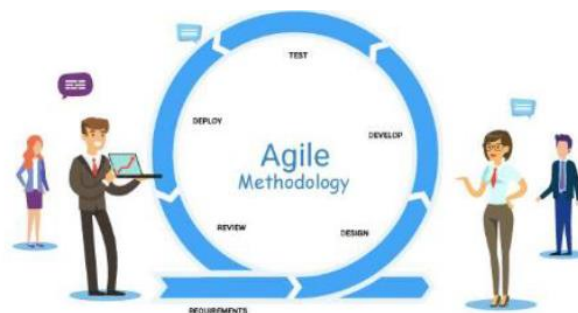 TEST
DEPLOY
DEVELOP
Agile
Methodology
REVIEW
DESIGN
REQUIREMENTS